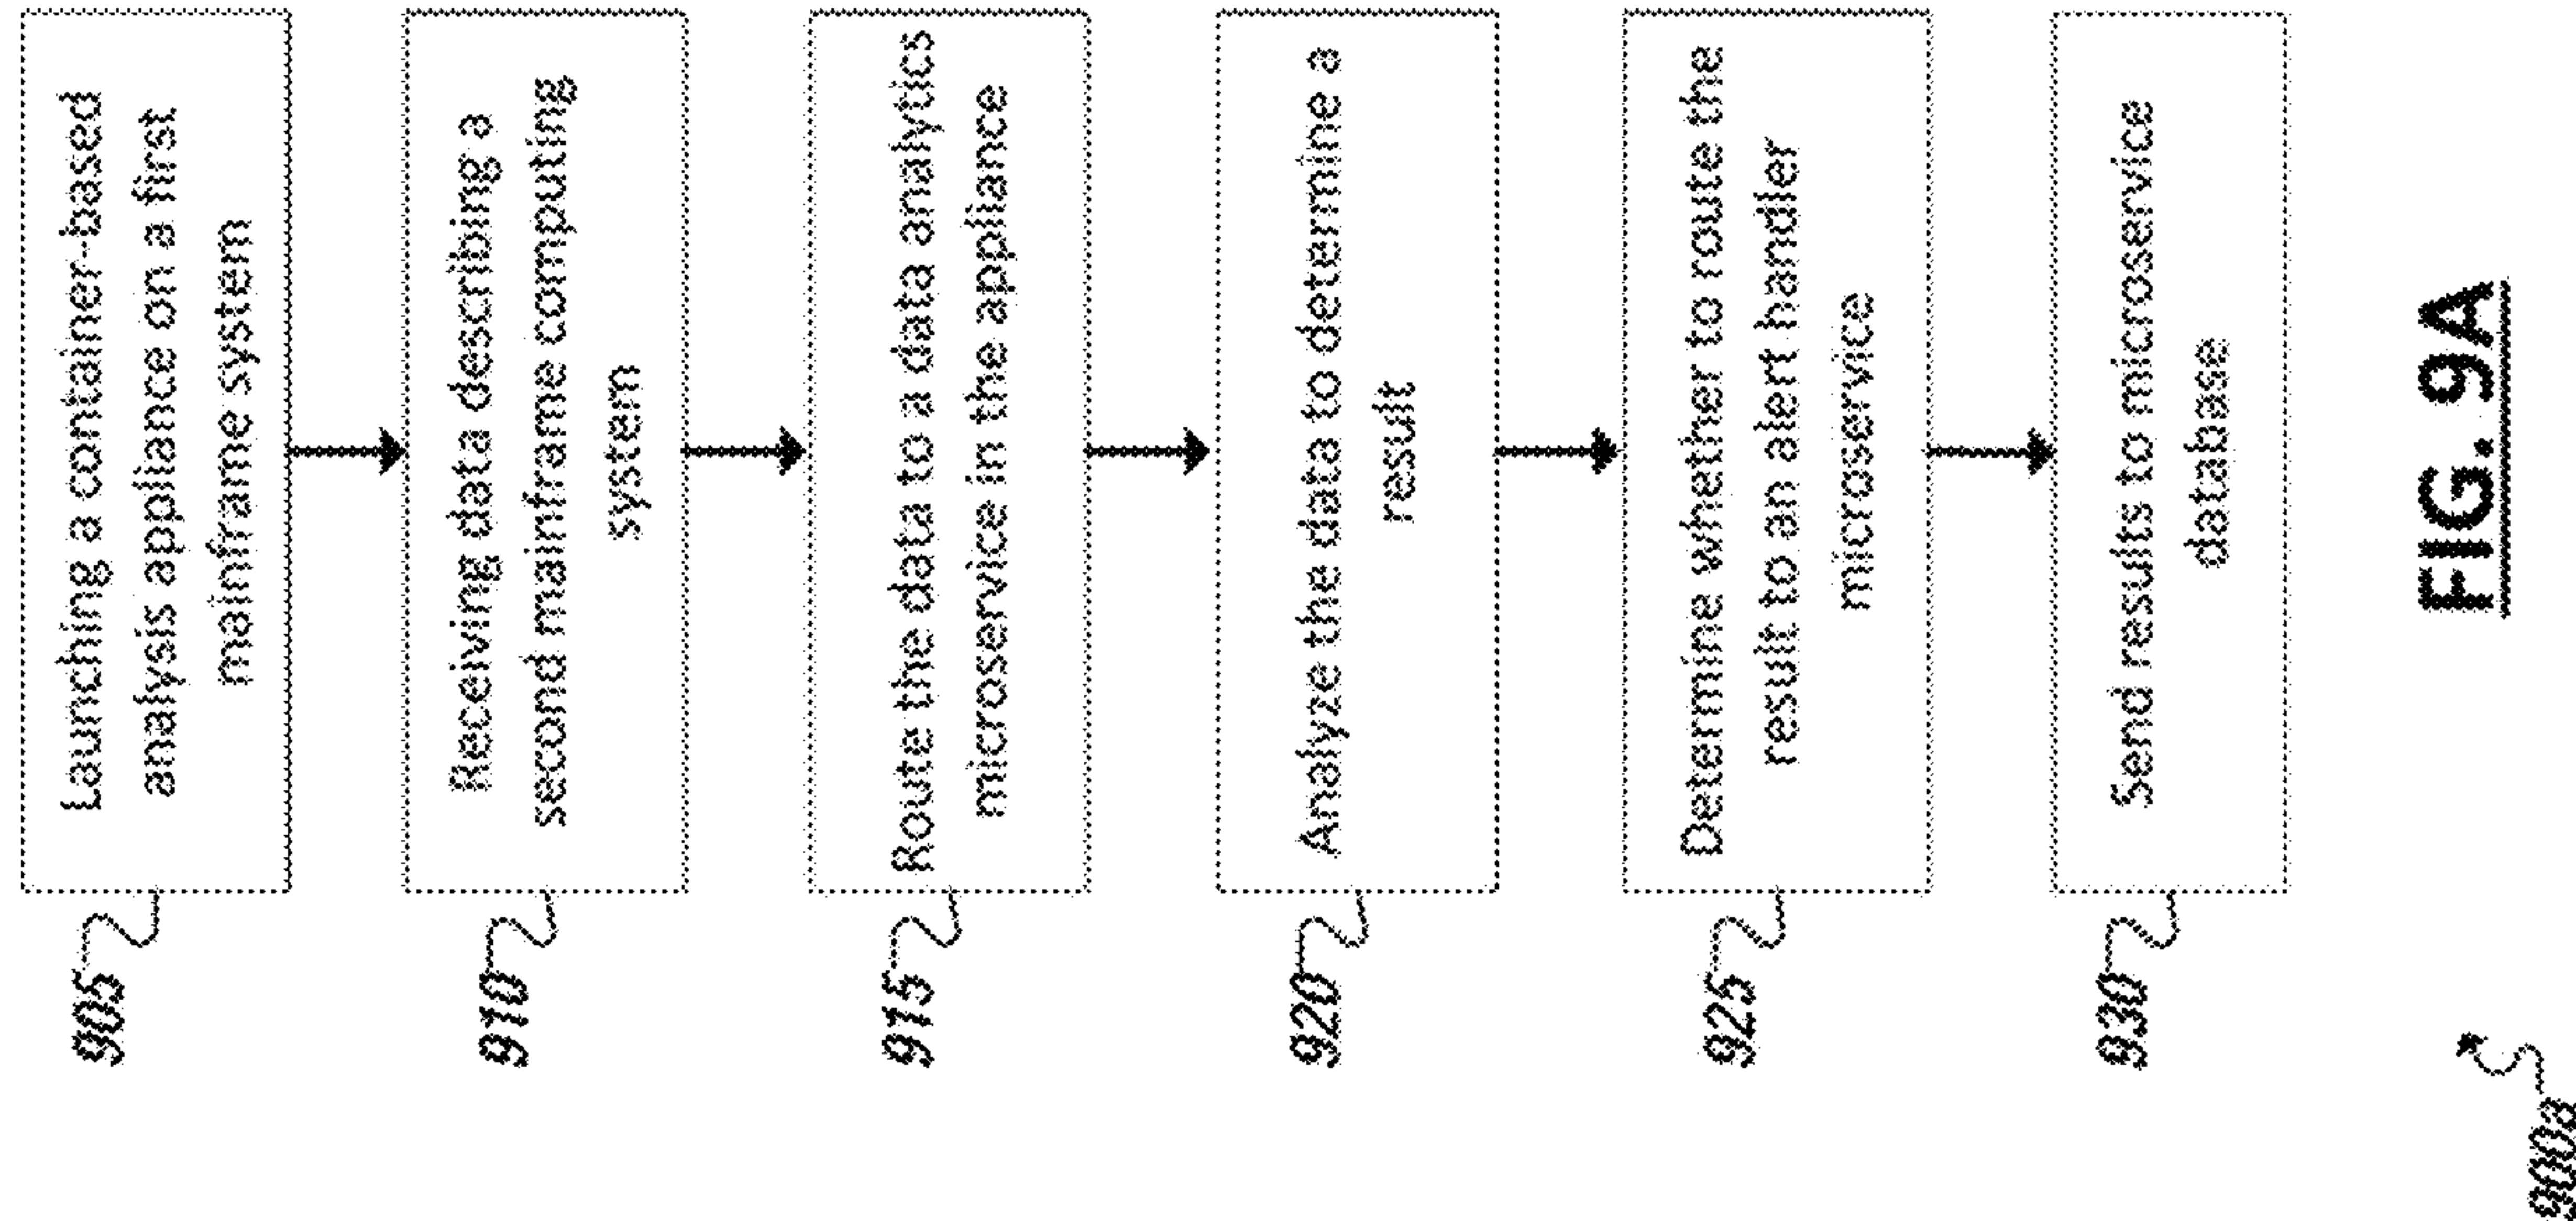 905
Launching a container-based
analysis appliance on a first
mainframe system
910
Receiving data describing a
second mainframe computing
system
915
Route the data to a data analytics
microservice in the appliance
920
Analyze the data to determine a
result
925
Determine whether to route the
result to an alert handler
microservice
930
Send results to microservice
database
900a
FIG. 9A